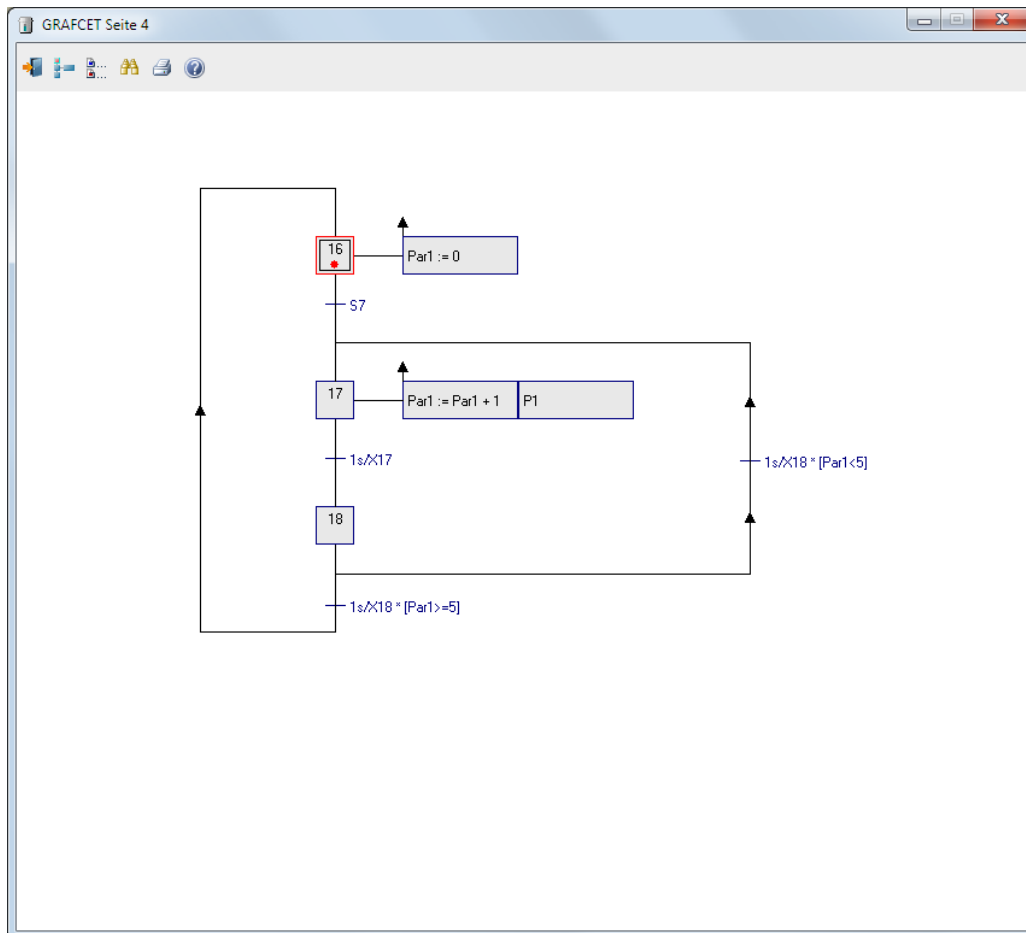 GRAFCET Seite 4
16
Par1 := 0
S7
17
Par1 := Par1 + 1
P1
1s/X17
1s/X18 * [Par1<5]
18
1s/X18 * [Par1>=5]